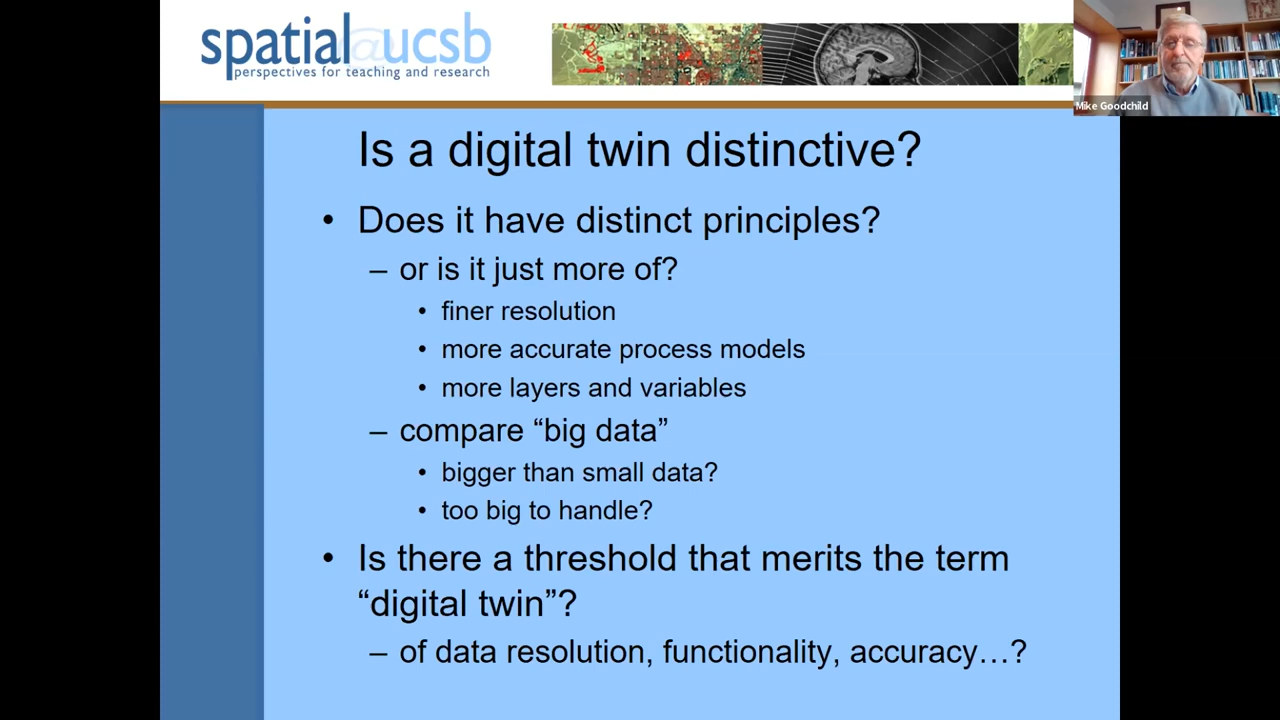 spatial@ucsb
perspectives for teaching and research
Mike Goodchild
Is a digital twin distinctive?
• Does it have distinct principles?
– or is it just more of?
• finer resolution
• more accurate process models
• more layers and variables
– compare “big data”
• bigger than small data?
• too big to handle?
• Is there a threshold that merits the term
“digital twin”?
– of data resolution, functionality, accuracy…?